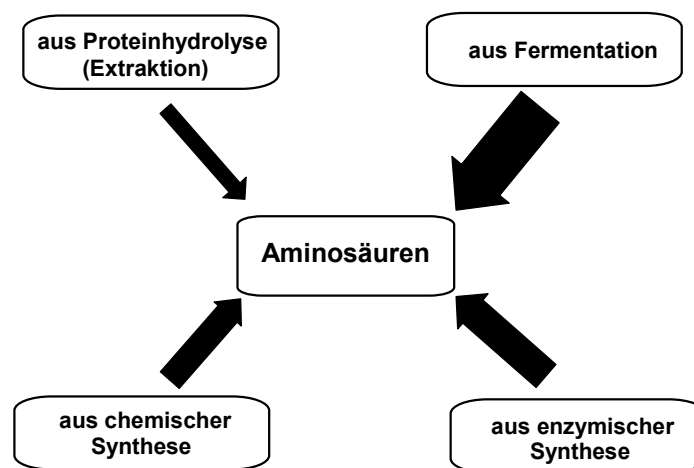 aus Proteinhydrolyse
(Extraktion)
aus Fermentation
Aminosäuren
aus chemischer
Synthese
aus enzymischer
Synthese